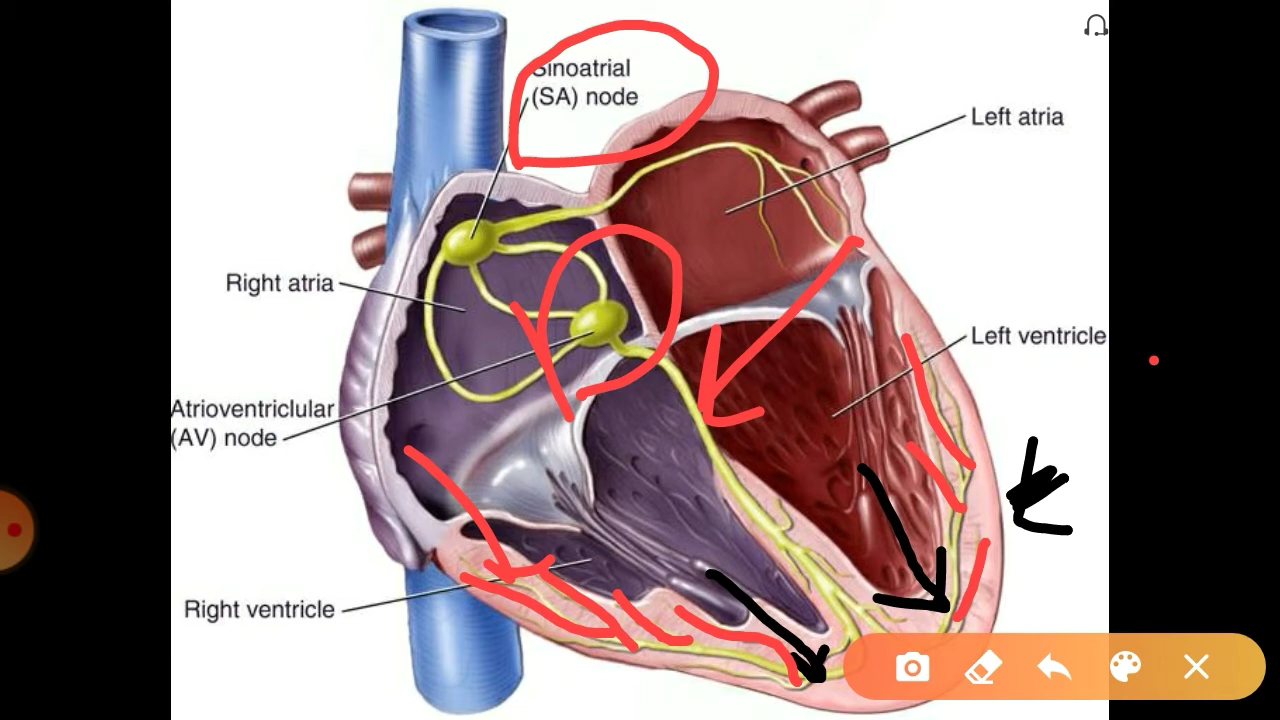 Sinoatrial
(SA) node
Left atria
Right atria
Left ventricle
Atrioventriclular
(AV) node
Right ventricle